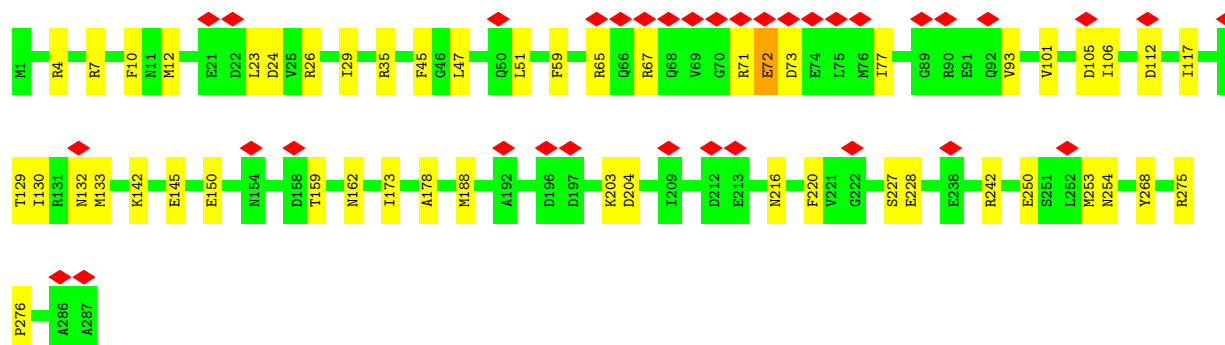 M1 R4 R7 F10 N11 M12 E21 D22 L23 D24 V25 R26 I29 R35 F45 G46 L47 Q50 L51 F59 R65 Q66 R67 Q68 V69 G70 R71 E72 D73 E74 L75 M76 I77 G89 R90 E91 Q92 V93 V101 D105 I106 D112 I117
T129 I130 R131 N132 M133 K142 E145 E150 N154 D158 T159 N162 I173 A178 M188 A192 D196 D197 K203 D204 I209 D212 E213 N216 F220 V221 G222 S227 E228 E238 R242 E250 S251 L252 M253 N254 Y268 R275
P276 A286 A287